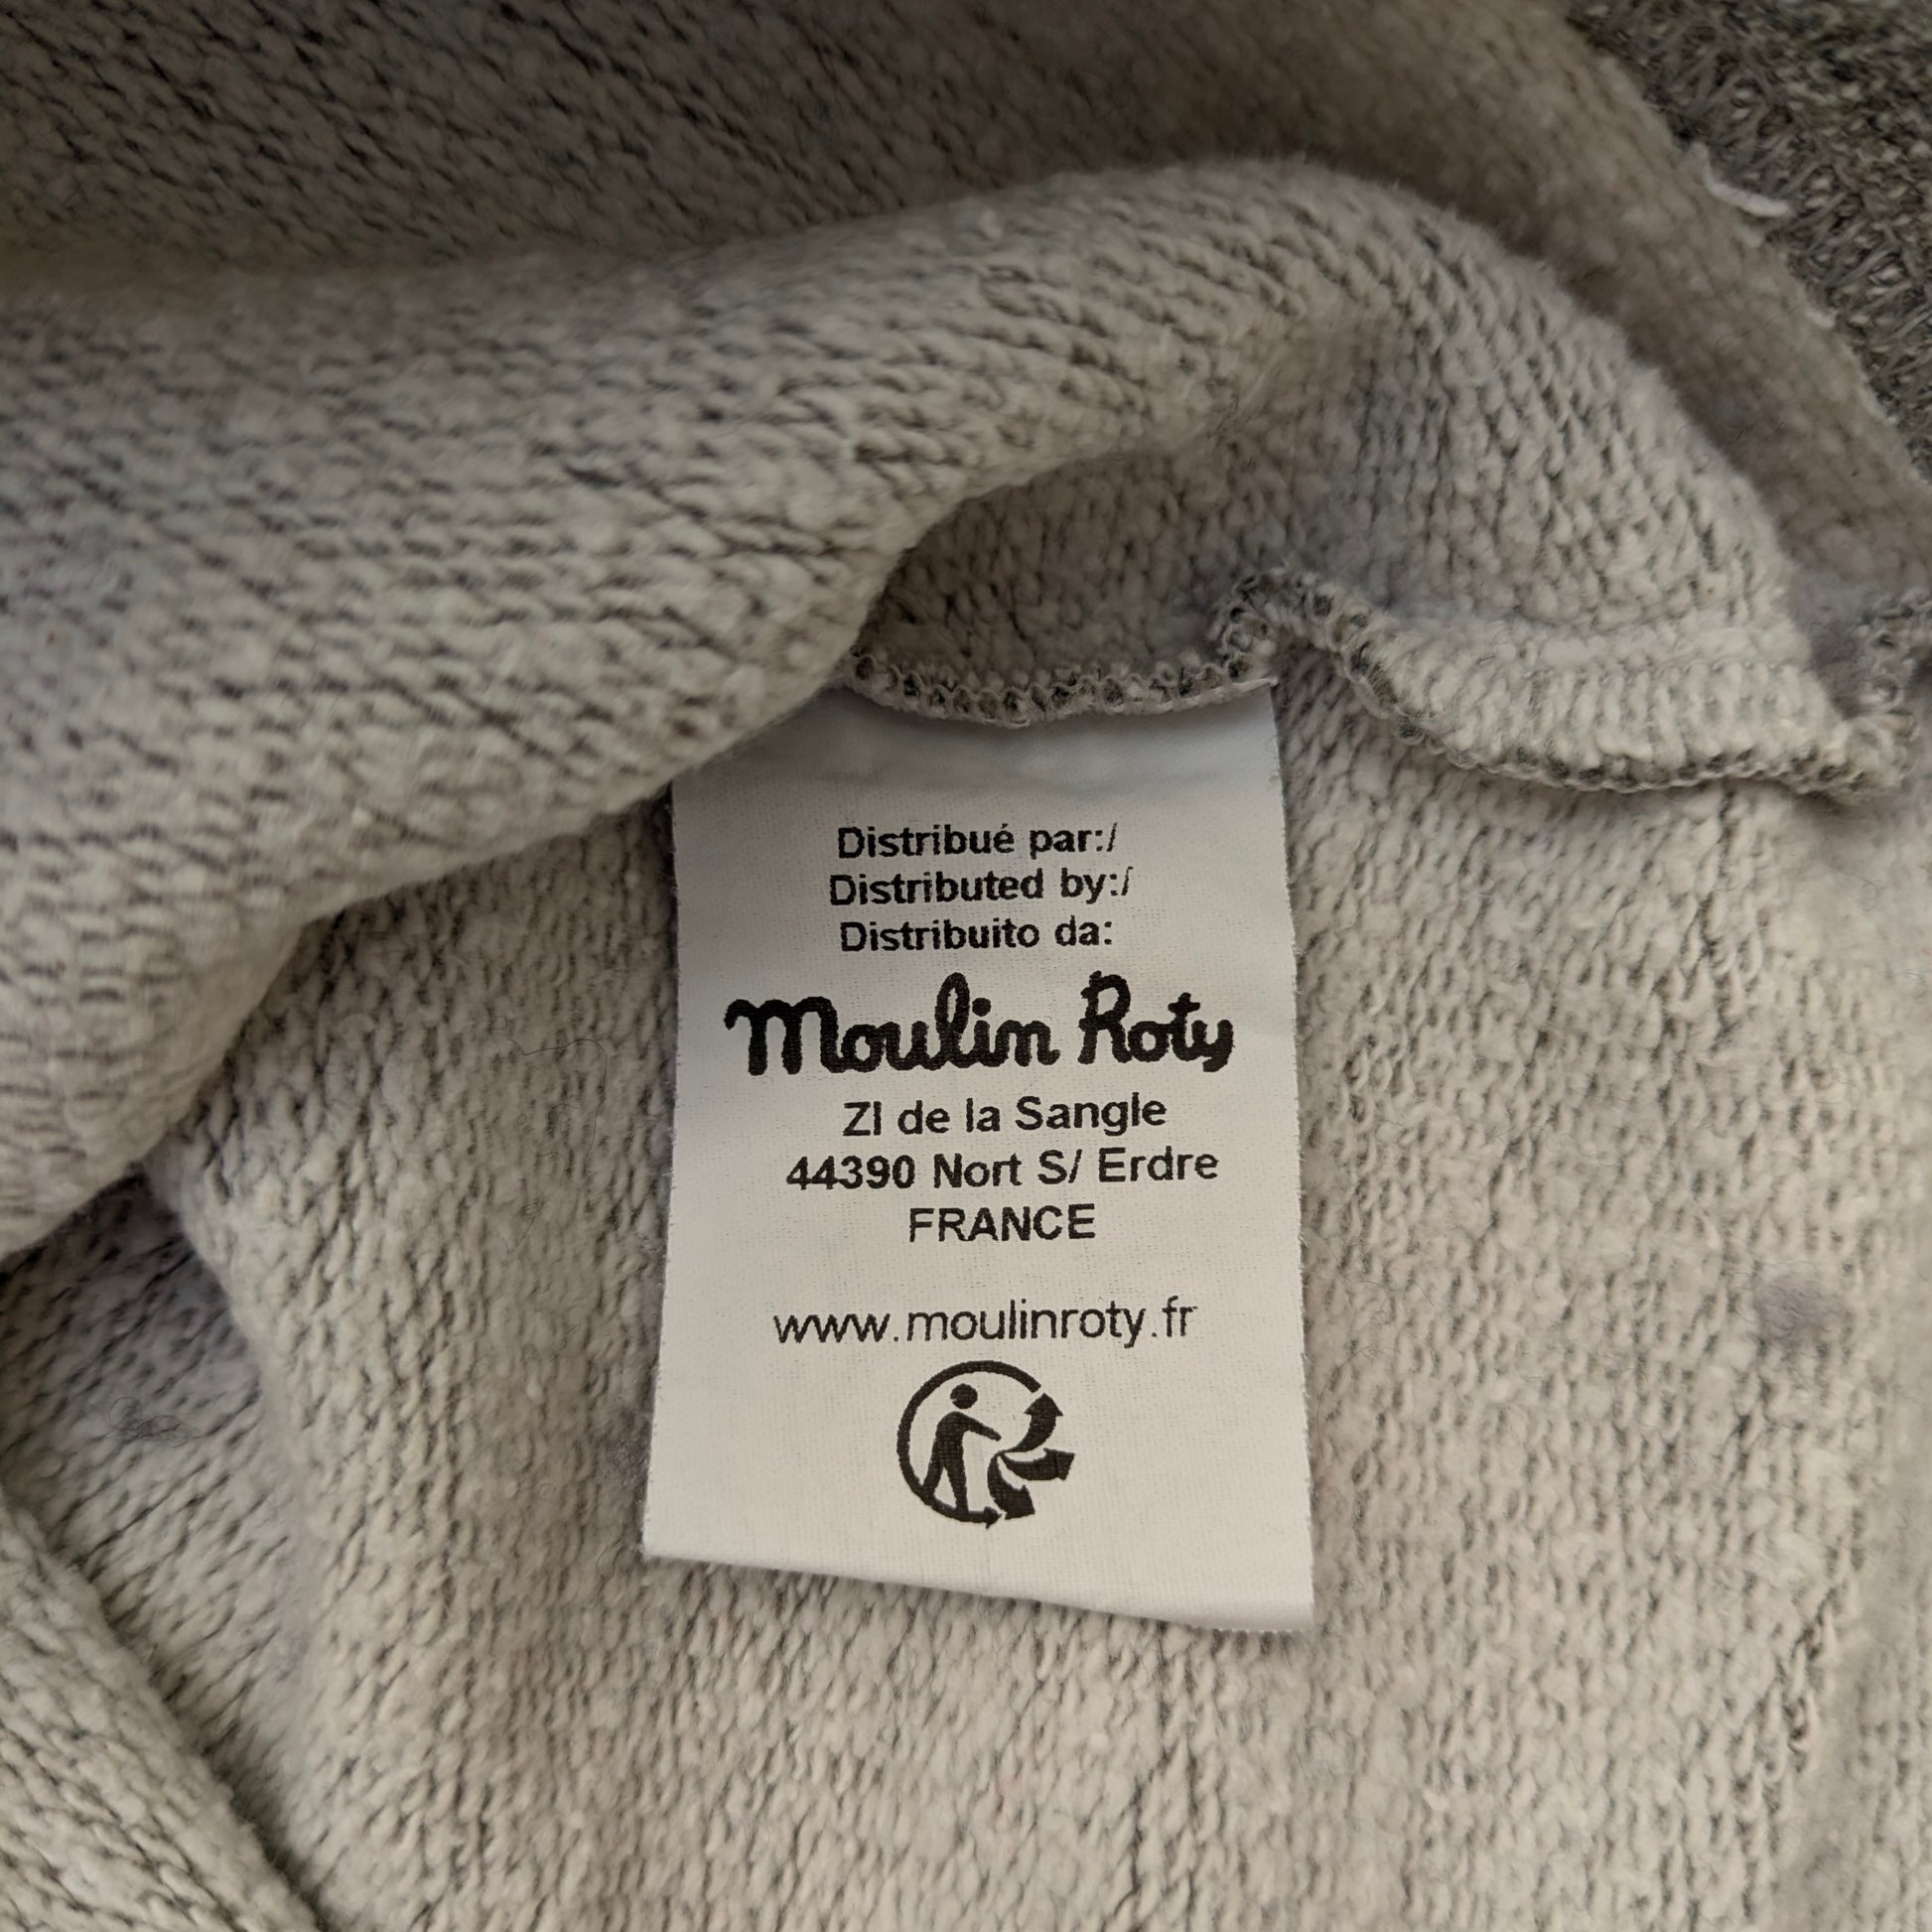 Distribué par:/
Distributed by:/
Distribuito da:
Moulin Roty
ZI de la Sangle
44390 Nort S/ Erdre
FRANCE
www.moulinroty.fr